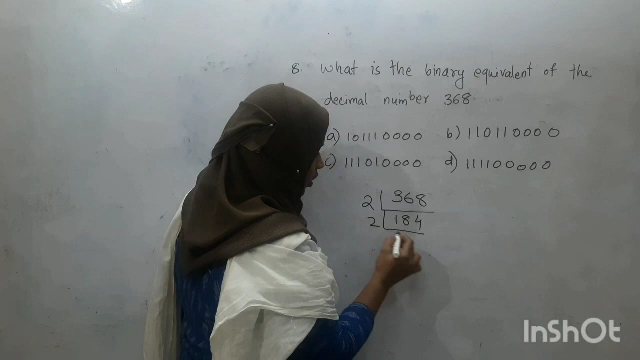 8. What is the binary equivalent of the
decimal number 368
a) 101110000 b) 110110000
c) 111010000 d) 111100000
2 368
2 184
InShOt